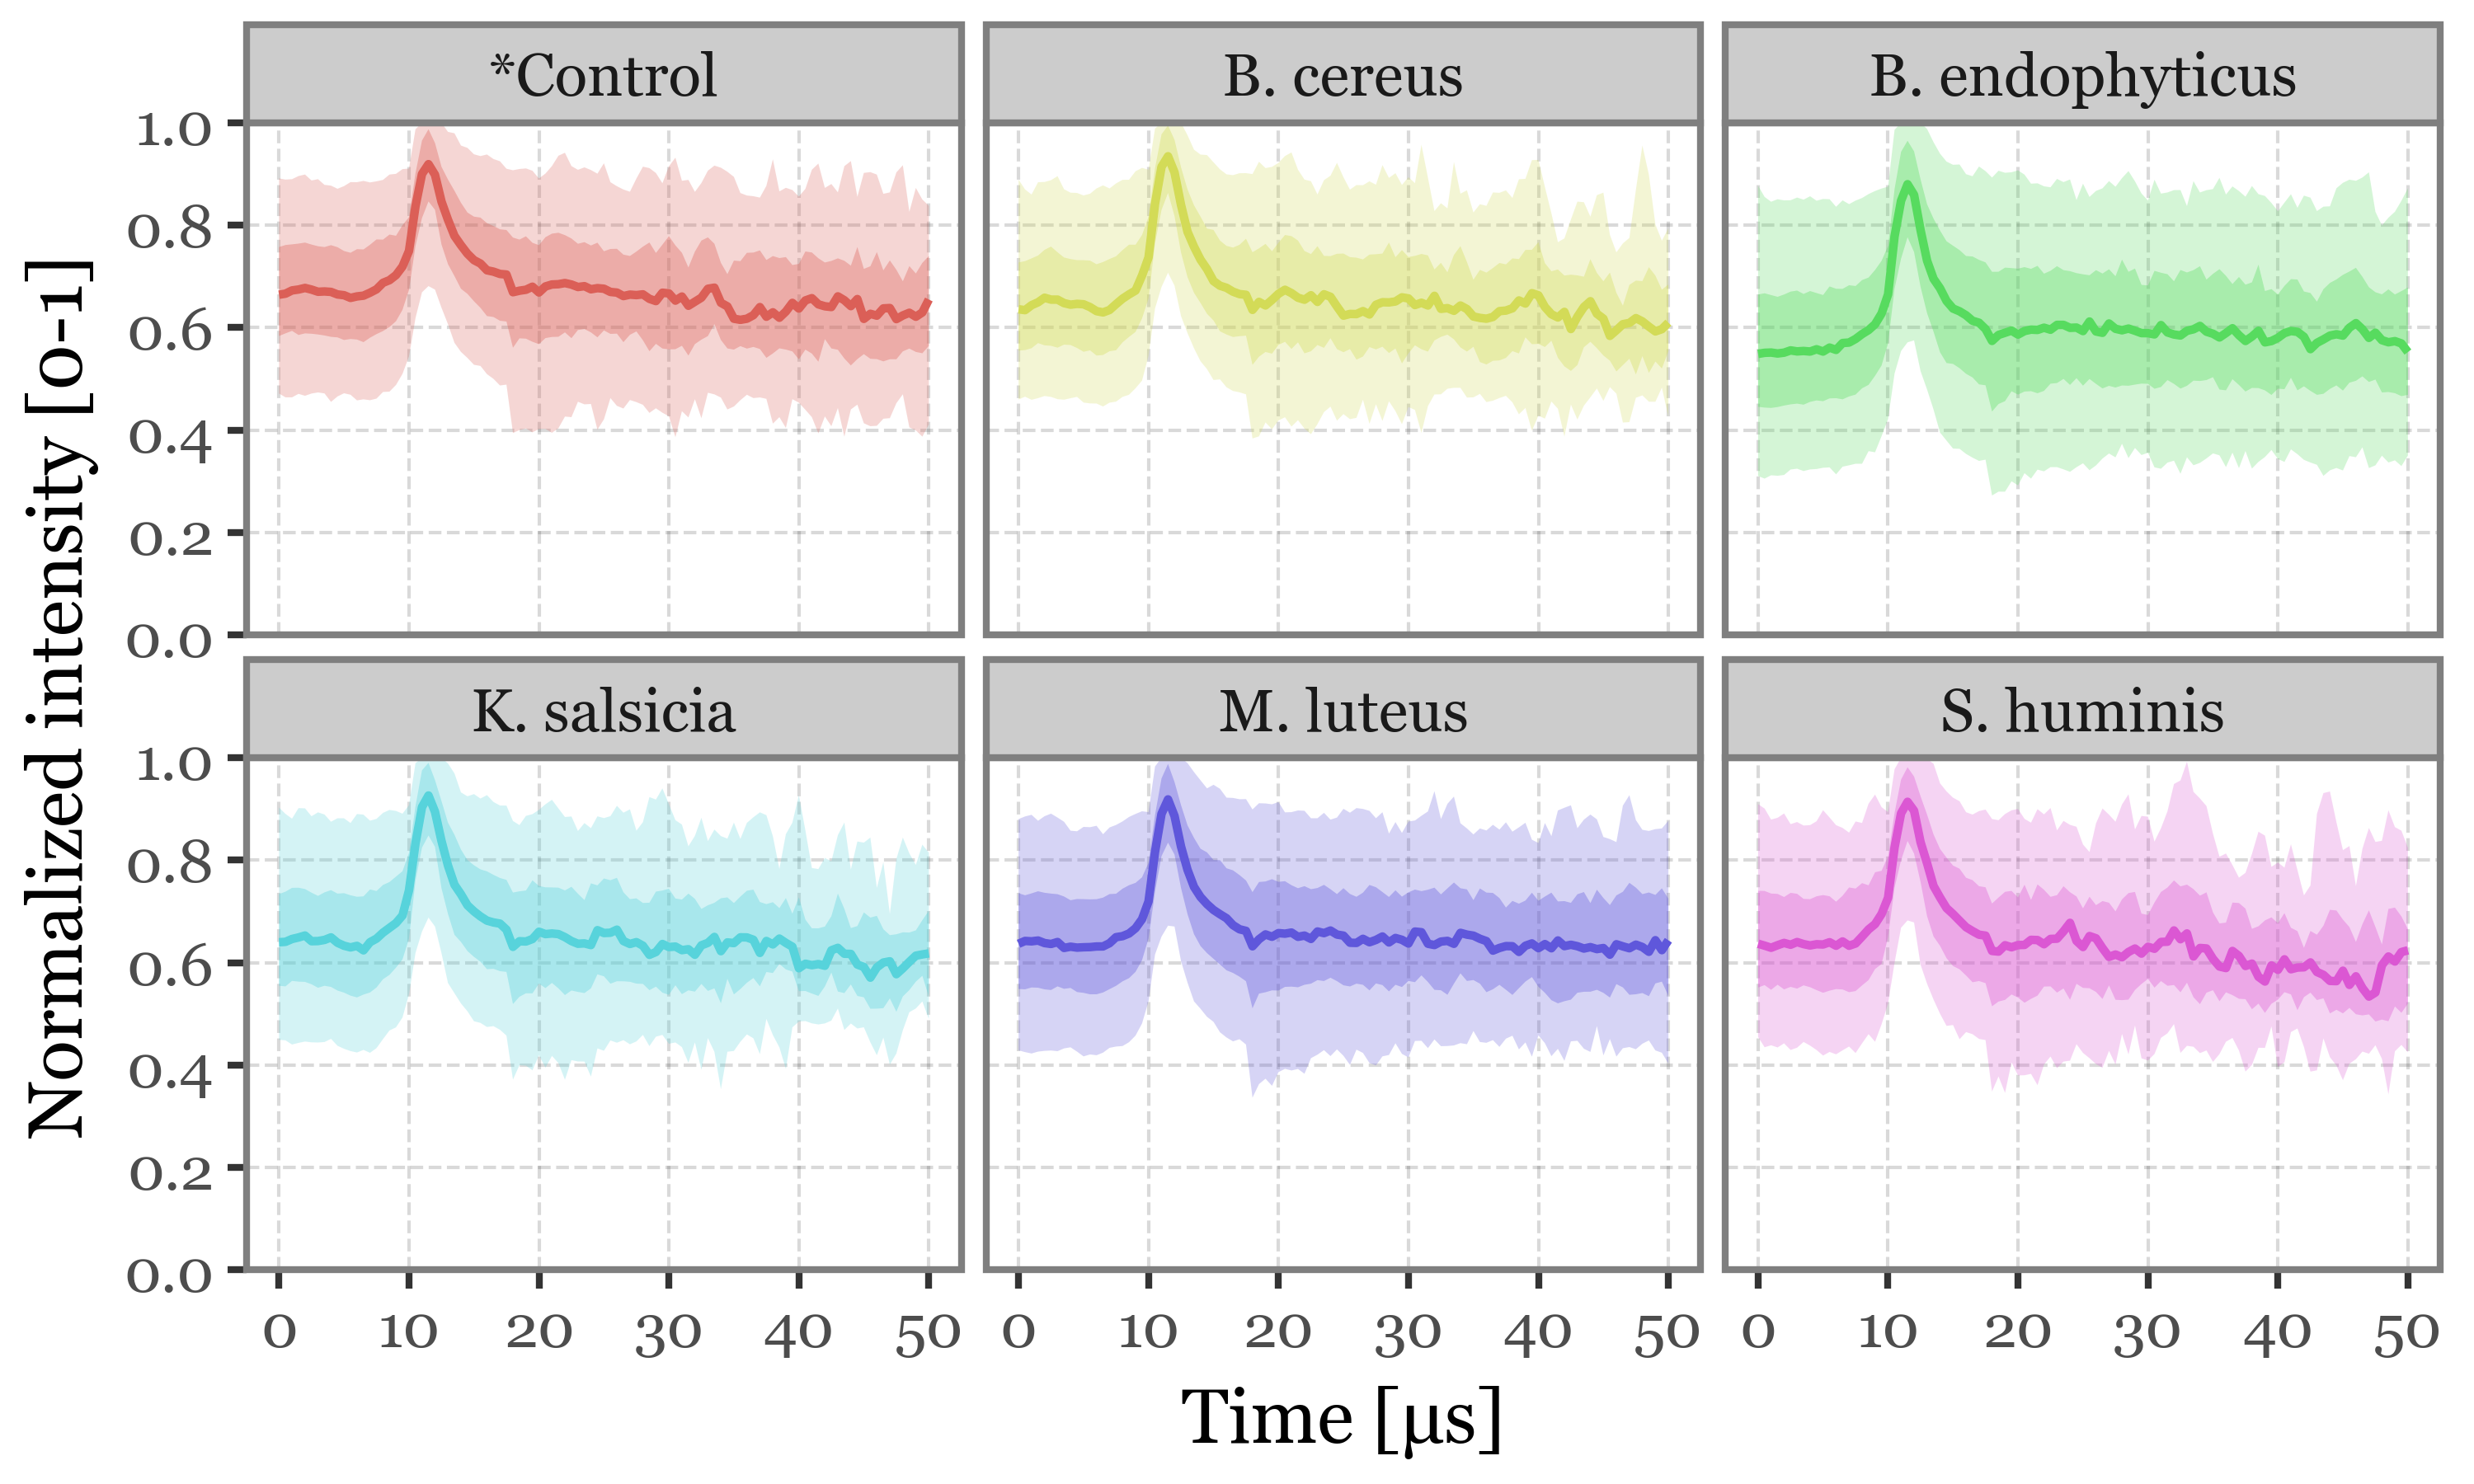 *Control B. cereus B. endophyticus
1.0
0.8
0.6
0.4
0.2
0.0
K. salsicia M. luteus S. huminis
1.0
0.8
0.6
0.4
0.2
0.0
0 10 20 30 40 50 0 10 20 30 40 50 0 10 20 30 40 50
Time [µs]
Normalized intensity [0-1]